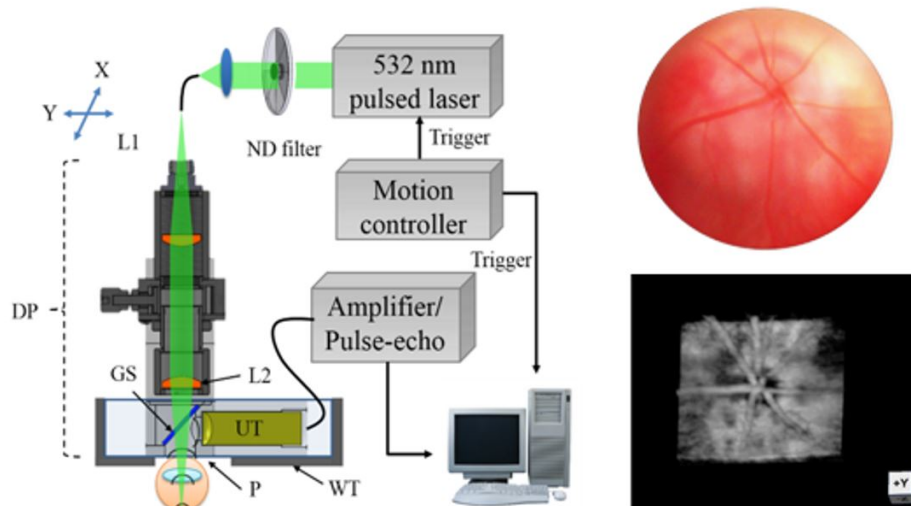 532 nm
pulsed laser
X
Y
L1
ND filter
Trigger
Motion
controller
Trigger
DP
Amplifier/
Pulse-echo
GS
L2
UT
P
WT
+Y